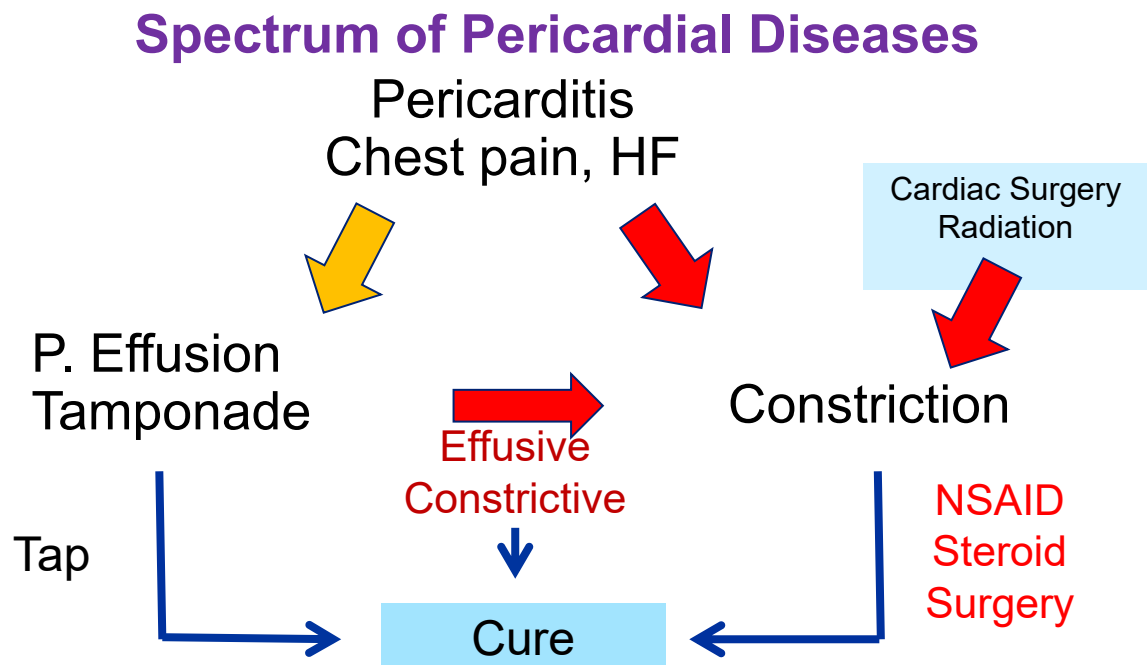 Spectrum of Pericardial Diseases
Pericarditis
Chest pain, HF
Cardiac Surgery
Radiation
P. Effusion
Tamponade
Constriction
Effusive
Constrictive
Tap
NSAID
Steroid
Surgery
Cure